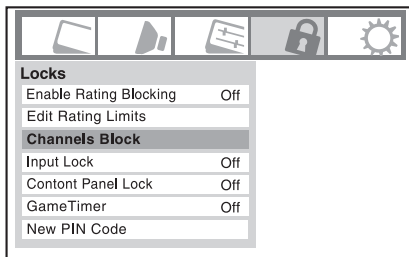 Locks
Enable Rating Blocking Off
Edit Rating Limits
Channels Block
Input Lock Off
Contont Panel Lock Off
GameTimer Off
New PIN Code